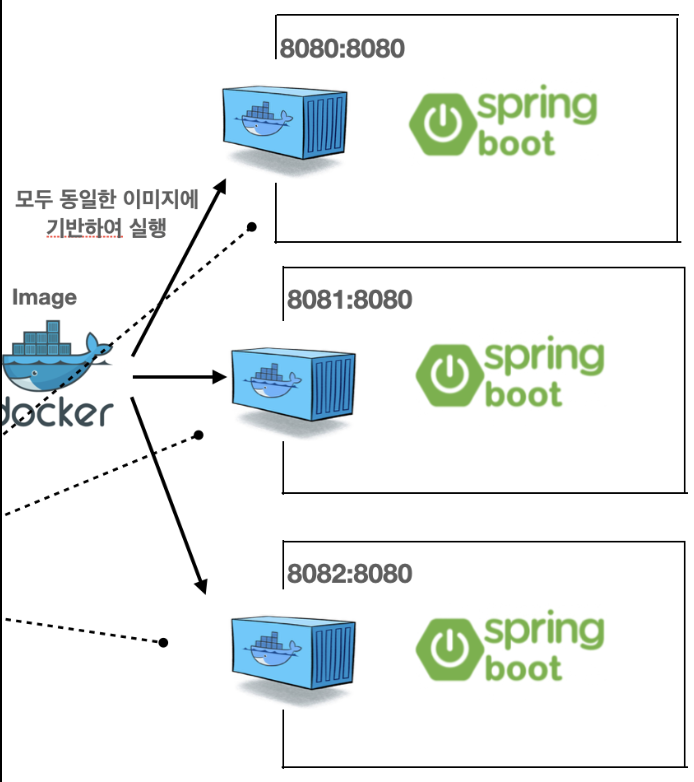 8080:8080
spring
boot
모두 동일한 이미지에
기반하여 실행
Image
8081:8080
spring
boot
docker
8082:8080
spring
boot